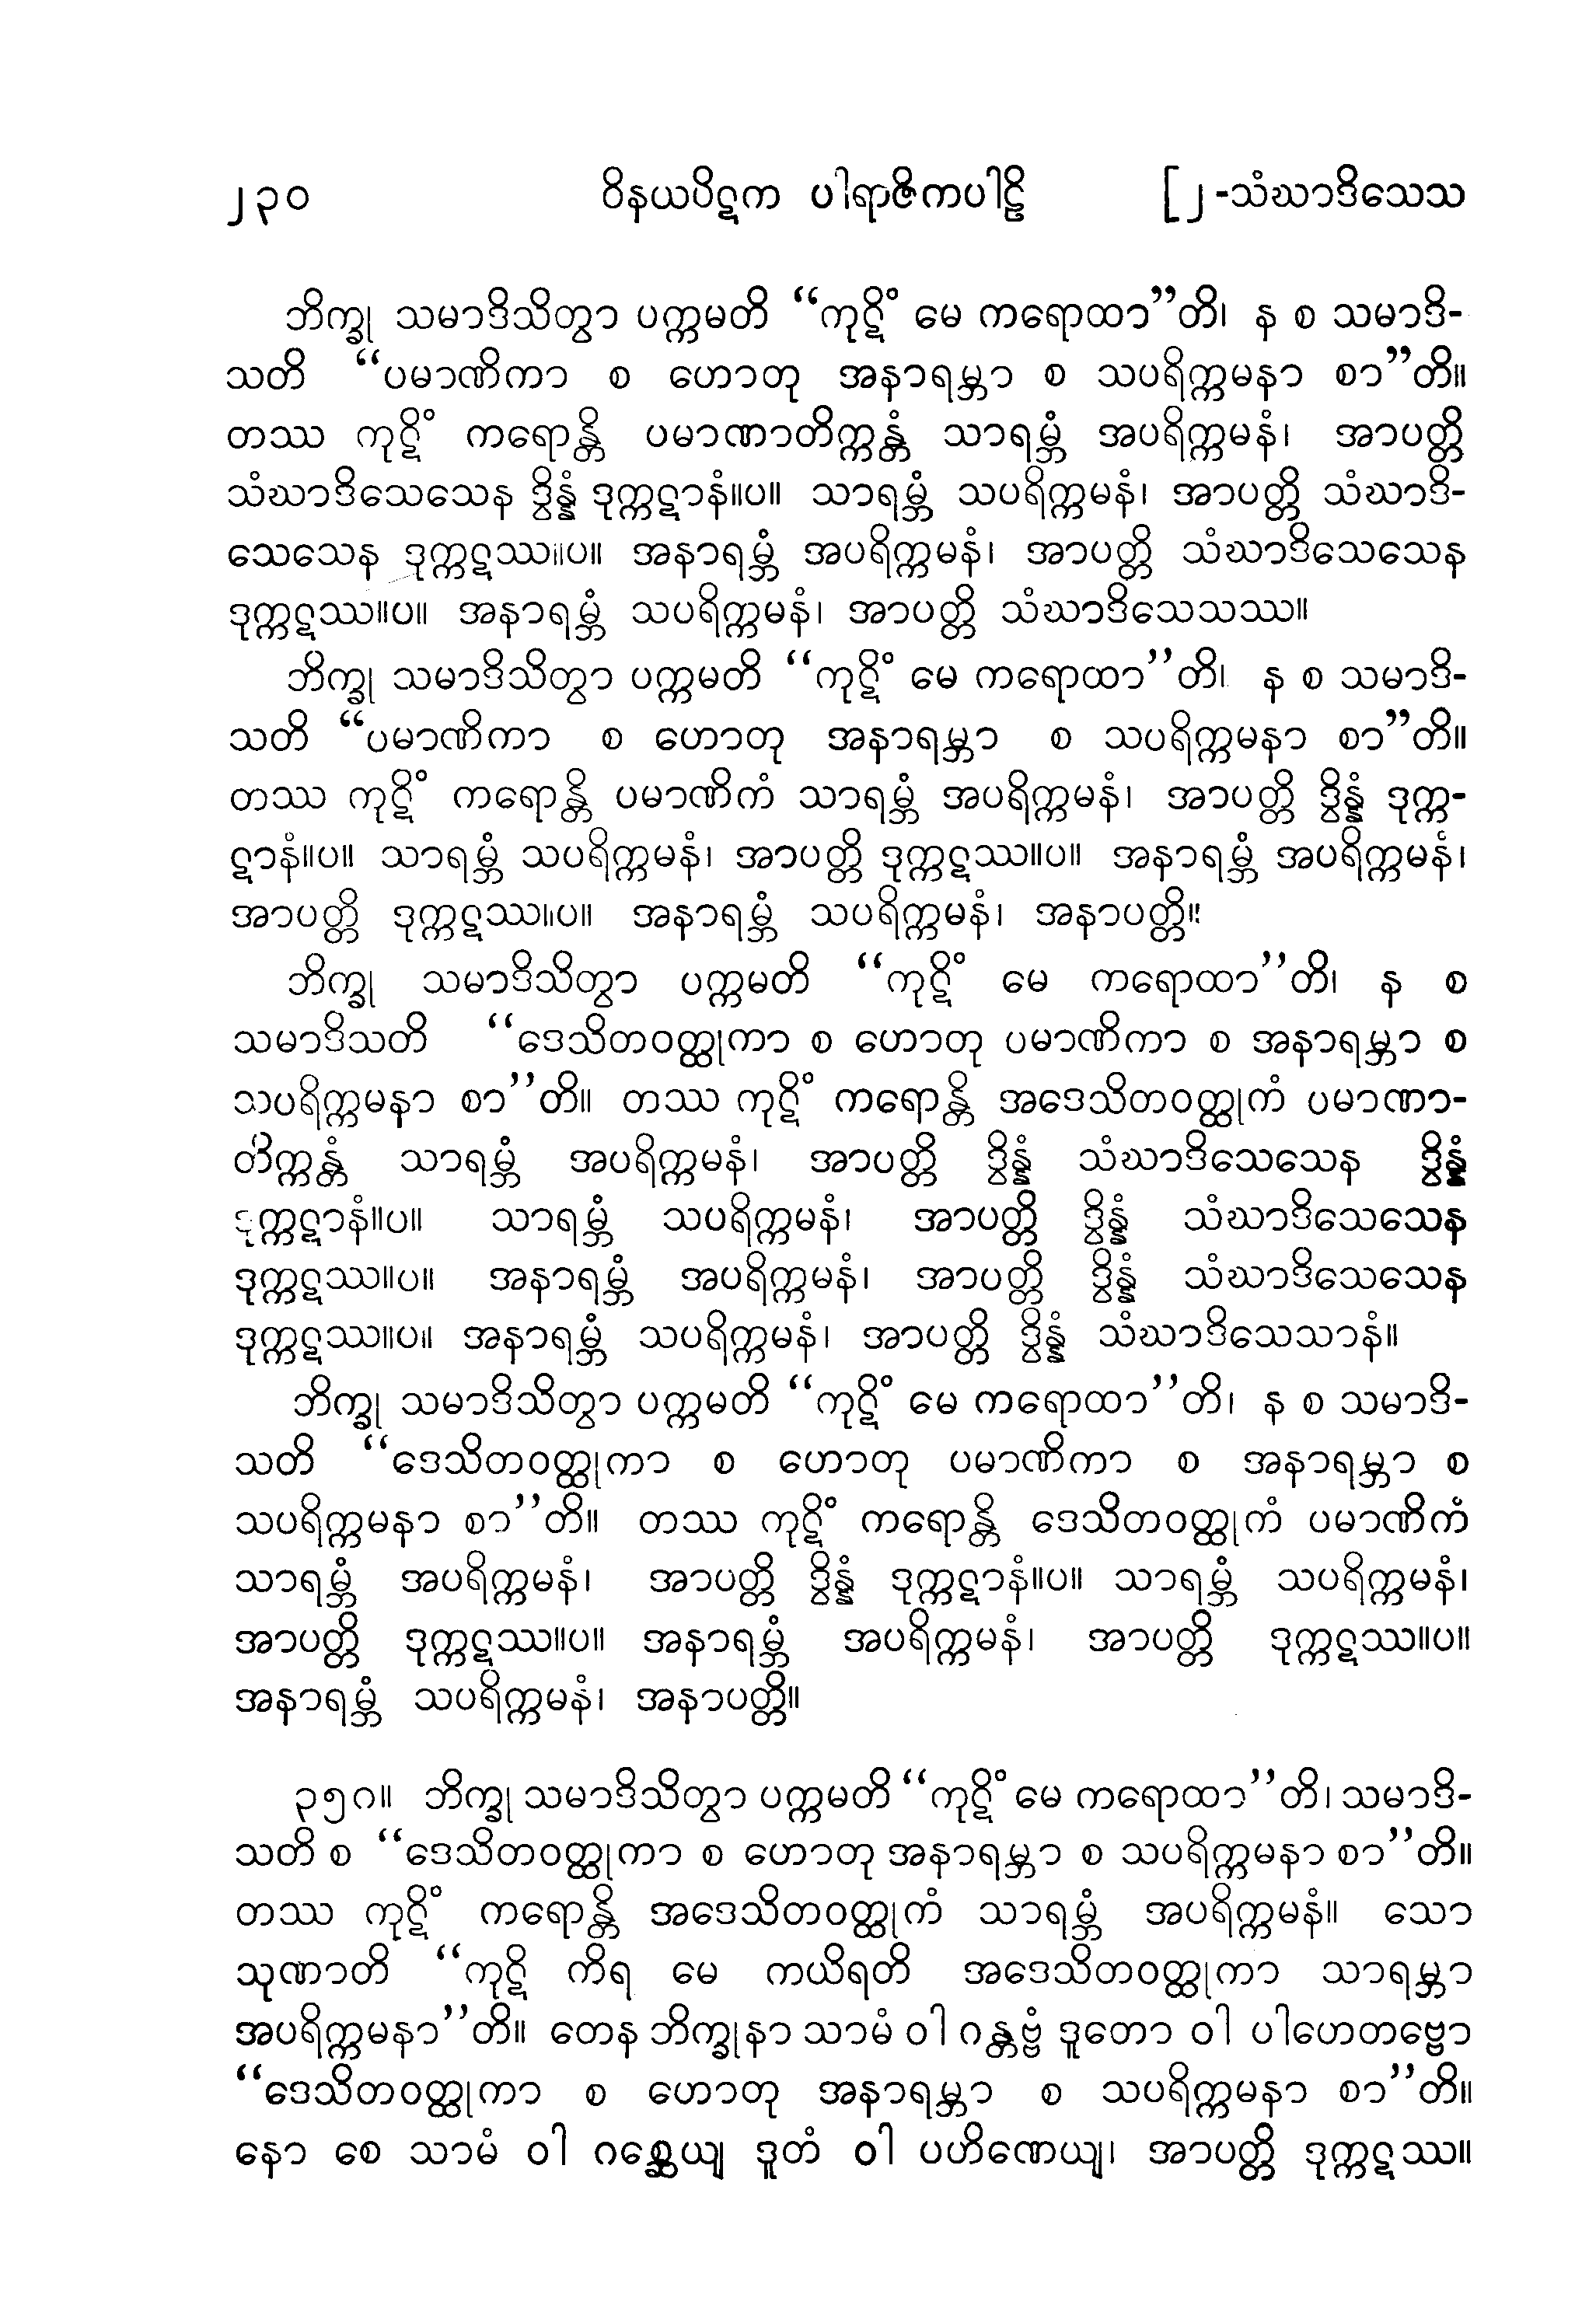 ၂၃၀ ဝိနယပိဋက ပါရာဇိကပါဠိ [၂-သံဃာဒိသေသ
ဘိက္ခု သမာဒိသိတွာ ပက္ကမတိ “ကုဋိံ မေ ကရောထာ”တိ၊ န စ သမာဒိ-
သတိ “ပမာဏိကာ စ ဟောတု အနာရမ္ဘာ စ သပရိက္ကမနာ စာ”တိ။
တဿ ကုဋိံ ကရောန္တိ ပမာဏာတိက္ကန္တံ သာရမ္ဘံ အပရိက္ကမနံ၊ အာပတ္တိ
သံဃာဒိသေသေန ဒွိန္နံ ဒုက္ကဋာနံ။ပ။ သာရမ္ဘံ သပရိက္ကမနံ၊ အာပတ္တိ သံဃာဒိ-
သေသေန ဒုက္ကဋဿ။ပ။ အနာရမ္ဘံ အပရိက္ကမနံ၊ အာပတ္တိ သံဃာဒိသေသေန
ဒုက္ကဋဿ။ပ။ အနာရမ္ဘံ သပရိက္ကမနံ၊ အာပတ္တိ သံဃာဒိသေသဿ။
ဘိက္ခု သမာဒိသိတွာ ပက္ကမတိ “ကုဋိံ မေ ကရောထာ”တိ၊ န စ သမာဒိ-
သတိ “ပမာဏိကာ စ ဟောတု အနာရမ္ဘာ စ သပရိက္ကမနာ စာ”တိ။
တဿ ကုဋိံ ကရောန္တိ ပမာဏိကံ သာရမ္ဘံ အပရိက္ကမနံ၊ အာပတ္တိ ဒွိန္နံ ဒုက္က-
ဋာနံ။ပ။ သာရမ္ဘံ သပရိက္ကမနံ၊ အာပတ္တိ ဒုက္ကဋဿ။ပ။ အနာရမ္ဘံ အပရိက္ကမနံ၊
အာပတ္တိ ဒုက္ကဋဿ။ပ။ အနာရမ္ဘံ သပရိက္ကမနံ၊ အနာပတ္တိ။
ဘိက္ခု သမာဒိသိတွာ ပက္ကမတိ “ကုဋိံ မေ ကရောထာ”တိ၊ န စ
သမာဒိသတိ “ဒေသိတဝတ္ထုကာ စ ဟောတု ပမာဏိကာ စ အနာရမ္ဘာ စ
သပရိက္ကမနာ စာ”တိ။ တဿ ကုဋိံ ကရောန္တိ အဒေသိတဝတ္ထုကံ ပမာဏာ-
တိက္ကန္တံ သာရမ္ဘံ အပရိက္ကမနံ၊ အာပတ္တိ ဒွိန္နံ သံဃာဒိသေသေန ဒွိန္နံ
ဒုက္ကဋာနံ။ပ။ သာရမ္ဘံ သပရိက္ကမနံ၊ အာပတ္တိ ဒွိန္နံ သံဃာဒိသေသေန
ဒုက္ကဋဿ။ပ။ အနာရမ္ဘံ အပရိက္ကမနံ၊ အာပတ္တိ ဒွိန္နံ သံဃာဒိသေသေန
ဒုက္ကဋဿ။ပ။ အနာရမ္ဘံ သပရိက္ကမနံ၊ အာပတ္တိ ဒွိန္နံ သံဃာဒိသေသာနံ။
ဘိက္ခု သမာဒိသိတွာ ပက္ကမတိ “ကုဋိံ မေ ကရောထာ”တိ၊ န စ သမာဒိ-
သတိ “ဒေသိတဝတ္ထုကာ စ ဟောတု ပမာဏိကာ စ အနာရမ္ဘာ စ
သပရိက္ကမနာ စာ”တိ။ တဿ ကုဋိံ ကရောန္တိ ဒေသိတဝတ္ထုကံ ပမာဏိကံ
သာရမ္ဘံ အပရိက္ကမနံ၊ အာပတ္တိ ဒွိန္နံ ဒုက္ကဋာနံ။ပ။ သာရမ္ဘံ သပရိက္ကမနံ၊
အာပတ္တိ ဒုက္ကဋဿ။ပ။ အနာရမ္ဘံ အပရိက္ကမနံ၊ အာပတ္တိ ဒုက္ကဋဿ။ပ။
အနာရမ္ဘံ သပရိက္ကမနံ၊ အနာပတ္တိ။
၃၅၇။ ဘိက္ခု သမာဒိသိတွာ ပက္ကမတိ “ကုဋိံ မေ ကရောထာ”တိ၊ သမာဒိ-
သတိ စ “ဒေသိတဝတ္ထုကာ စ ဟောတု အနာရမ္ဘာ စ သပရိက္ကမနာ စာ”တိ။
တဿ ကုဋိံ ကရောန္တိ အဒေသိတဝတ္ထုကံ သာရမ္ဘံ အပရိက္ကမနံ။ သော
သုဏာတိ “ကုဋိ ကိရ မေ ကယိရတိ အဒေသိတဝတ္ထုကာ သာရမ္ဘာ
အပရိက္ကမနာ”တိ။ တေန ဘိက္ခုနာ သာမံ ဝါ ဂန္တဗ္ဗံ ဒူတော ဝါ ပါဟေတဗ္ဗော
“ဒေသိတဝတ္ထုကာ စ ဟောတု အနာရမ္ဘာ စ သပရိက္ကမနာ စာ”တိ။
နော စေ သာမံ ဝါ ဂစ္ဆေယျ ဒူတံ ဝါ ပဟိဏေယျ၊ အာပတ္တိ ဒုက္ကဋဿ။